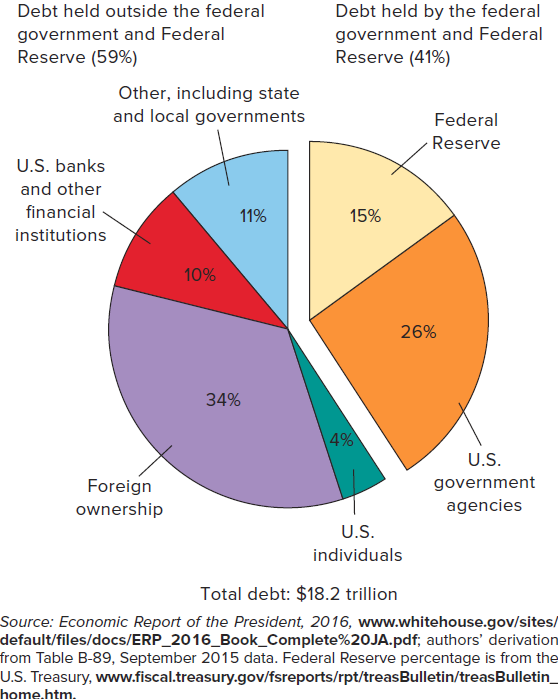 Debt held outside the federal
government and Federal
Reserve (59%)
Debt held by the federal
government and Federal
Reserve (41%)
Other, including state
and local governments
Federal
Reserve
U.S. banks
and other
financial
institutions
11%
15%
10%
26%
34%
4%
Foreign
ownership
U.S.
government
agencies
U.S.
individuals
Total debt: $18.2 trillion
Source: Economic Report of the President, 2016, www.whitehouse.gov/sites/
default/files/docs/ERP_2016_Book_Complete%20JA.pdf; authors' derivation
from Table B-89, September 2015 data. Federal Reserve percentage is from the
U.S. Treasury, www.fiscal.treasury.gov/fsreports/rpt/treasBulletin/treasBulletin_
home.htm.